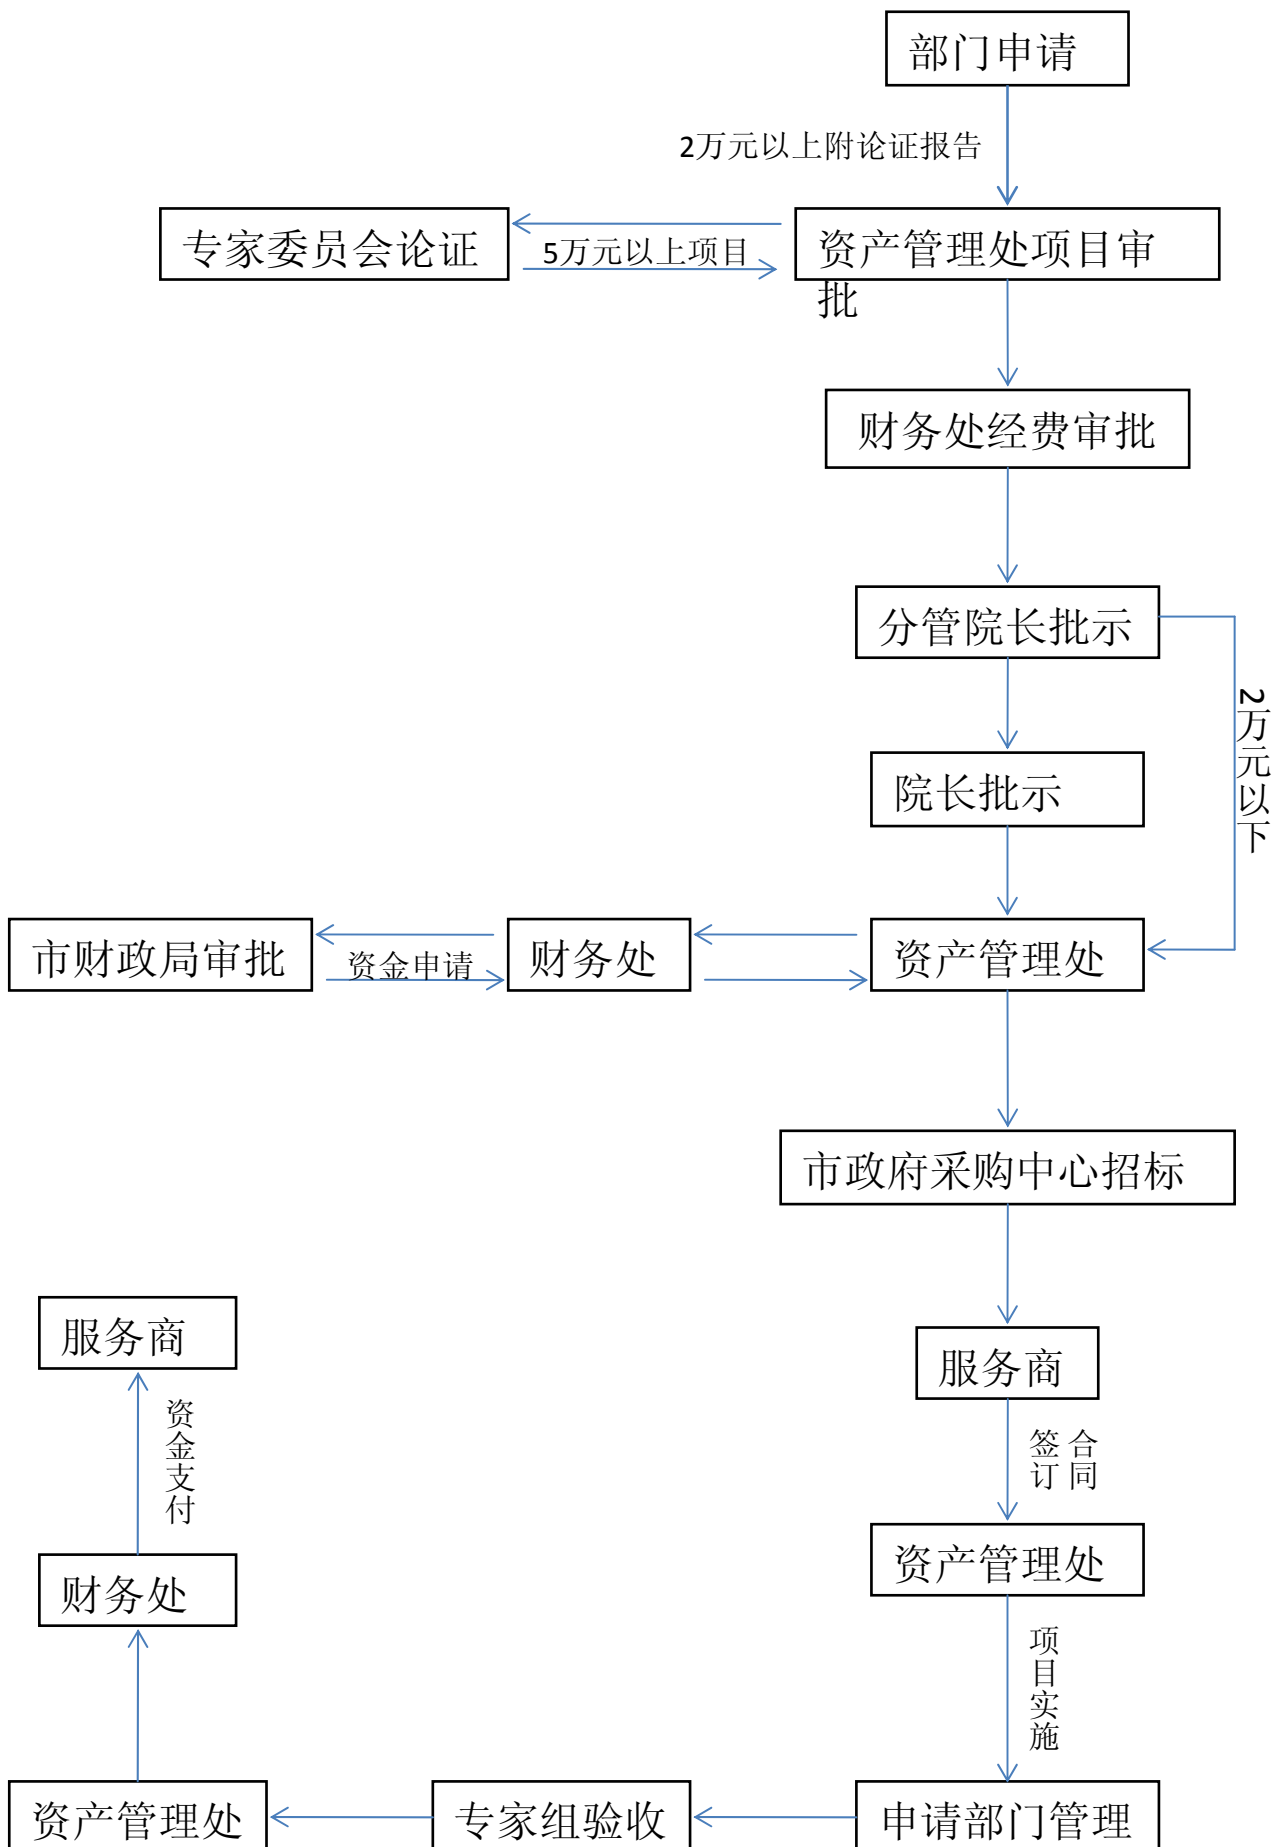 部门申请
2万元以上附论证报告
专家委员会论证
5万元以上项目
资产管理处项目审
批
财务处经费审批
分管院长批示
2万元以下
院长批示
市财政局审批
资金申请
财务处
资产管理处
市政府采购中心招标
服务商
服务商
资金支付
签订
合同
资产管理处
财务处
项目实施
资产管理处
专家组验收
申请部门管理